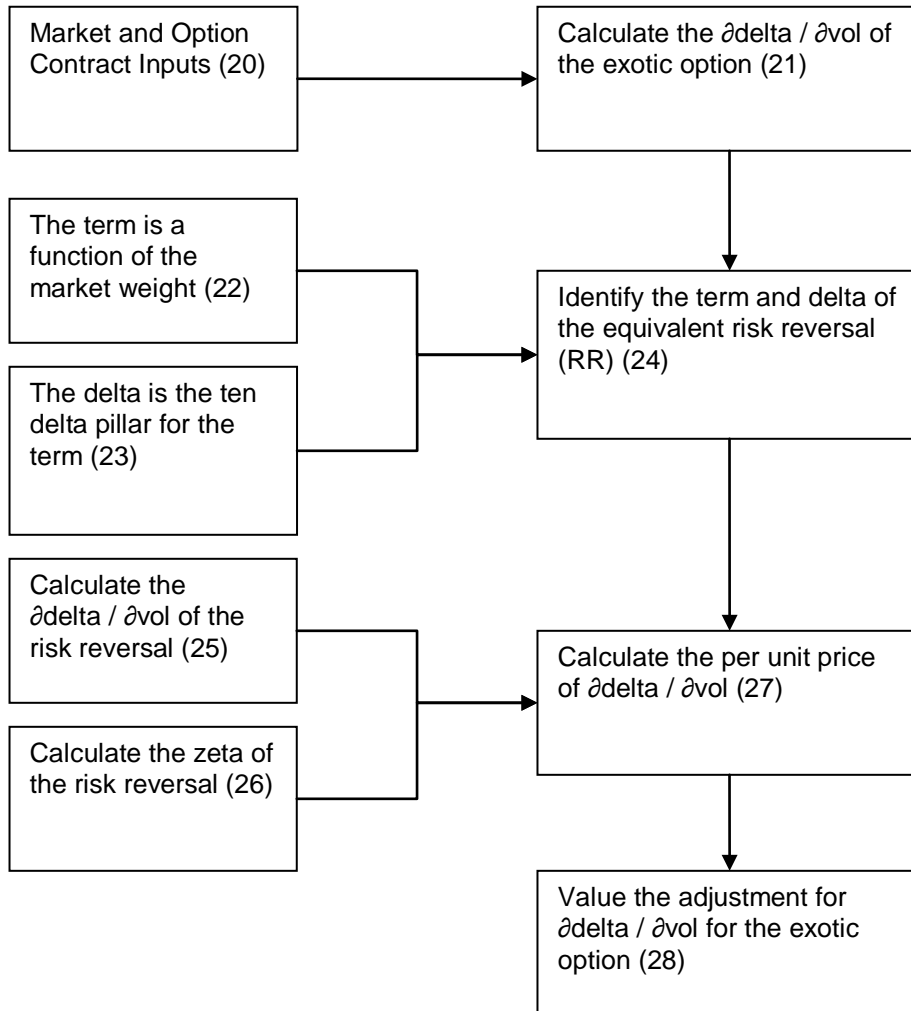 Market and Option
Contract Inputs (20)
Calculate the ∂delta / ∂vol of
the exotic option (21)
The term is a
function of the
market weight (22)
The delta is the ten
delta pillar for the
term (23)
Identify the term and delta of
the equivalent risk reversal
(RR) (24)
Calculate the
∂delta / ∂vol of the
risk reversal (25)
Calculate the zeta of
the risk reversal (26)
Calculate the per unit price
of ∂delta / ∂vol (27)
Value the adjustment for
∂delta / ∂vol for the exotic
option (28)